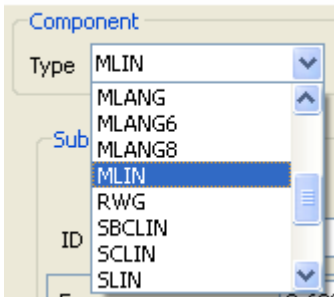 Component
Type MLIN
MLANG
MLANG6
MLANG8
Sub
MLIN
RWG
SBCLIN
ID
SCLIN
SLIN